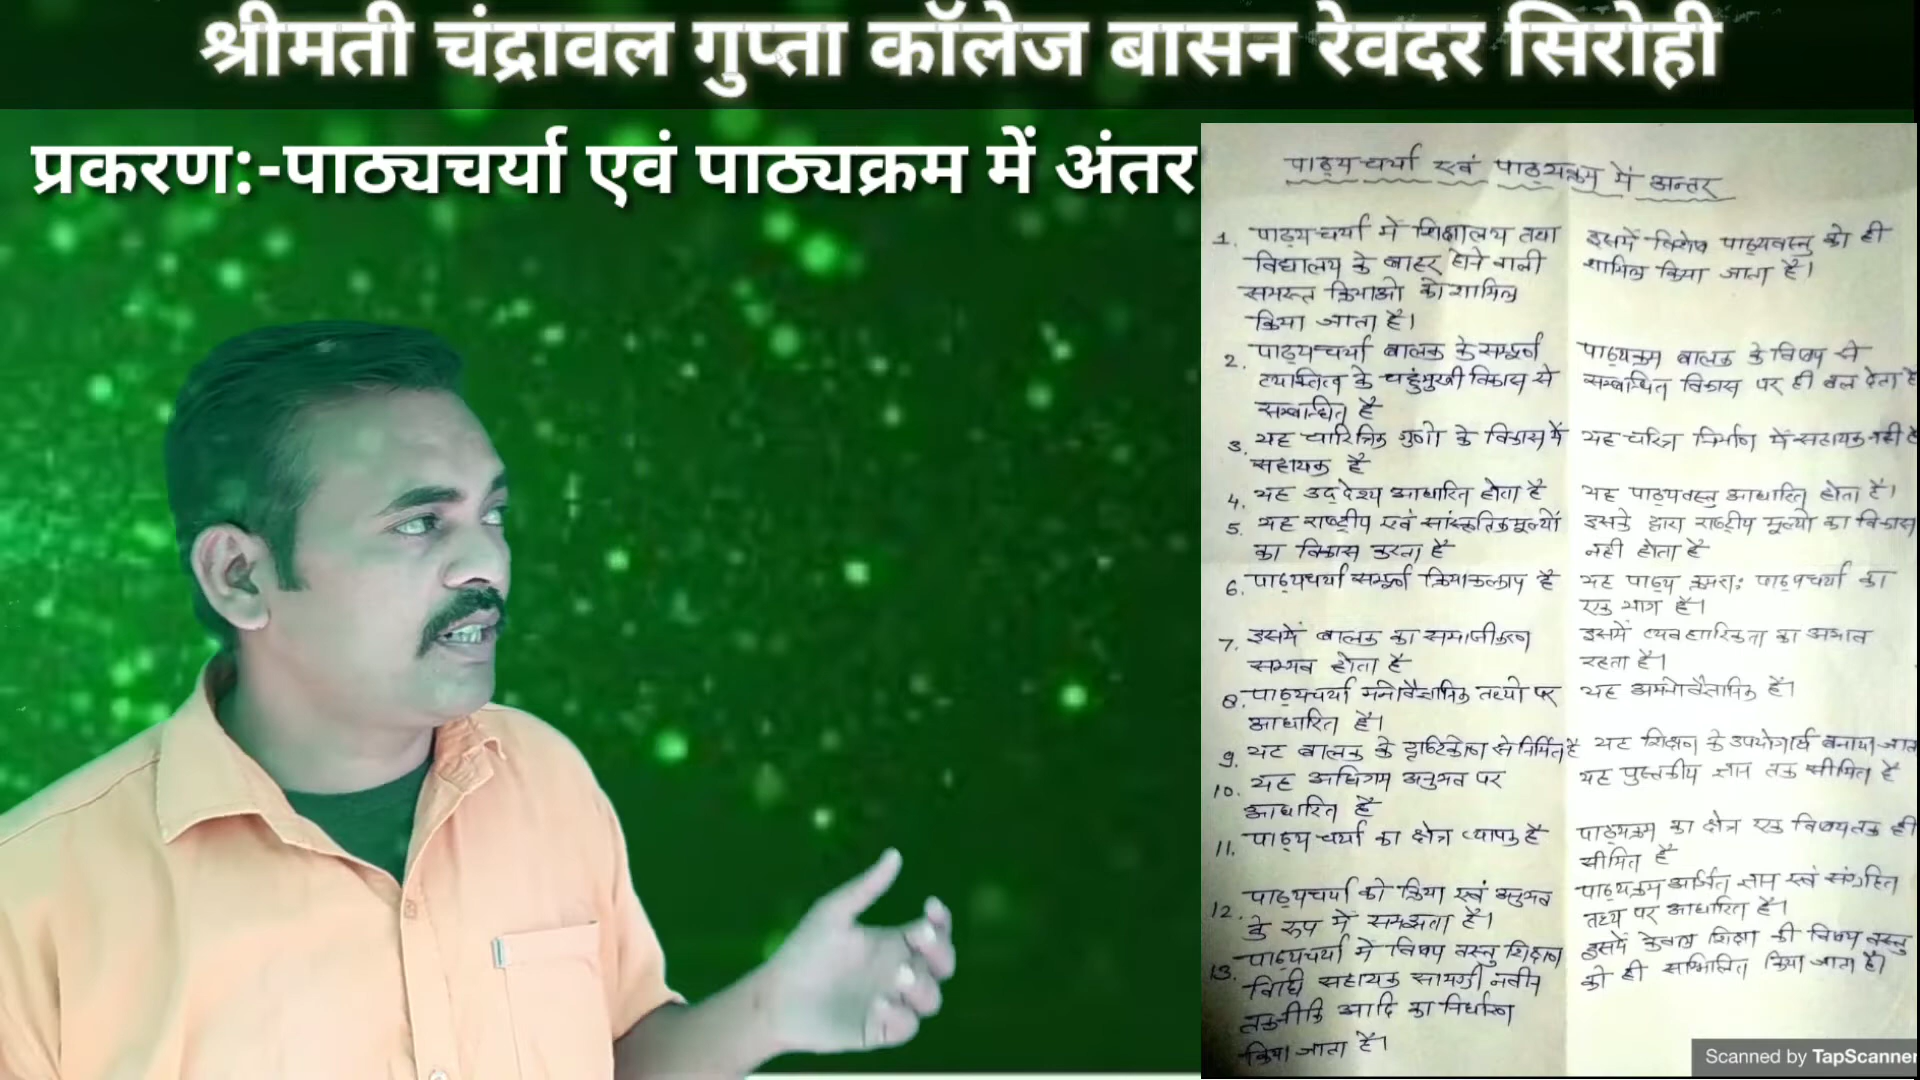 श्रीमती चंद्रावल गुप्ता कॉलेज बासन रेवदर सिरोही
प्रकरण:-पाठ्यचर्या एवं पाठ्यक्रम में अंतर
पाठ्यचर्या एवं पाठ्यक्रम में अन्तर
1. पाठ्यचर्या में शिक्षालय तथा
विद्यालय के बाहर होने वाली
समस्त क्रियाओ को शामिल
किया जाता है।
इसमें विशेष पाठ्यवस्तु को ही
शामिल किया जाता है।
2. पाठ्यचर्या बालक के सम्पूर्ण
व्यक्तित्व के चहुंमुखी विकास से
सम्बन्धित है
पाठ्यक्रम बालक के विषय से
सम्बन्धित विकास पर ही बल देता है
3. यह चारित्रिक गुणो के विकास में
सहायक है
यह चरित्र निर्माण में सहायक नही है
4. यह उद्देश्य आधारित होता है
यह पाठ्यवस्तु आधारित होता है।
5. यह राष्ट्रीय एवं सांस्कृतिक मूल्यों
का विकास करता है
इसके द्वारा राष्ट्रीय मूल्यो का विकास
नही होता है
6. पाठ्यचर्या सम्पूर्ण क्रियाकलाप है
यह पाठ्य क्रमश: पाठ्यचर्या का
एक भाग है।
7. इसमें बालक का समाजीकरण
सम्भव होता है
इसमें व्यवहारिकता का अभाव
रहता है।
8. पाठ्यचर्या मनोवैज्ञानिक तथ्यो पर
आधारित है।
यह अमनोवैज्ञानिक है।
9. यह बालक के दृष्टिकोण से निर्मित है
यह शिक्षण के उपयोगार्थ बनाया जात
10. यह अधिगम अनुभव पर
आधारित है
यह पुस्तकीय ज्ञान तक सीमित है
11. पाठ्यचर्या का क्षेत्र व्यापक है
पाठ्यक्रम का क्षेत्र एक विषय तक ही
सीमित है
12. पाठ्यचर्या को क्रिया एवं अनुभव
के रूप में समझता है।
पाठ्यक्रम अर्जित ज्ञान एवं संग्रहित
तथ्य पर आधारित है।
13. पाठ्यचर्या में विषय वस्तु शिक्षण
विधि सहायक सामग्री नवीन
तकनीकि आदि का निर्धारण
किया जाता है।
इसमें केवल शिक्षा की विषय वस्तु
को ही सम्मिलित किया जाता है।
Scanned by TapScanner